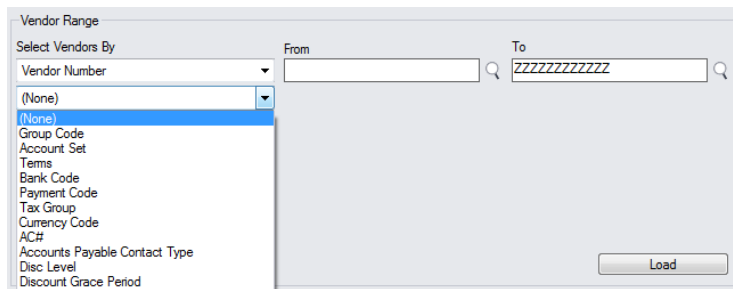 Vendor Range
Select Vendors By From To
Vendor Number ZZZZZZZZZZZZ
(None)
(None)
Group Code
Account Set
Terms
Bank Code
Payment Code
Tax Group
Currency Code
AC#
Accounts Payable Contact Type
Disc Level
Discount Grace Period
Load